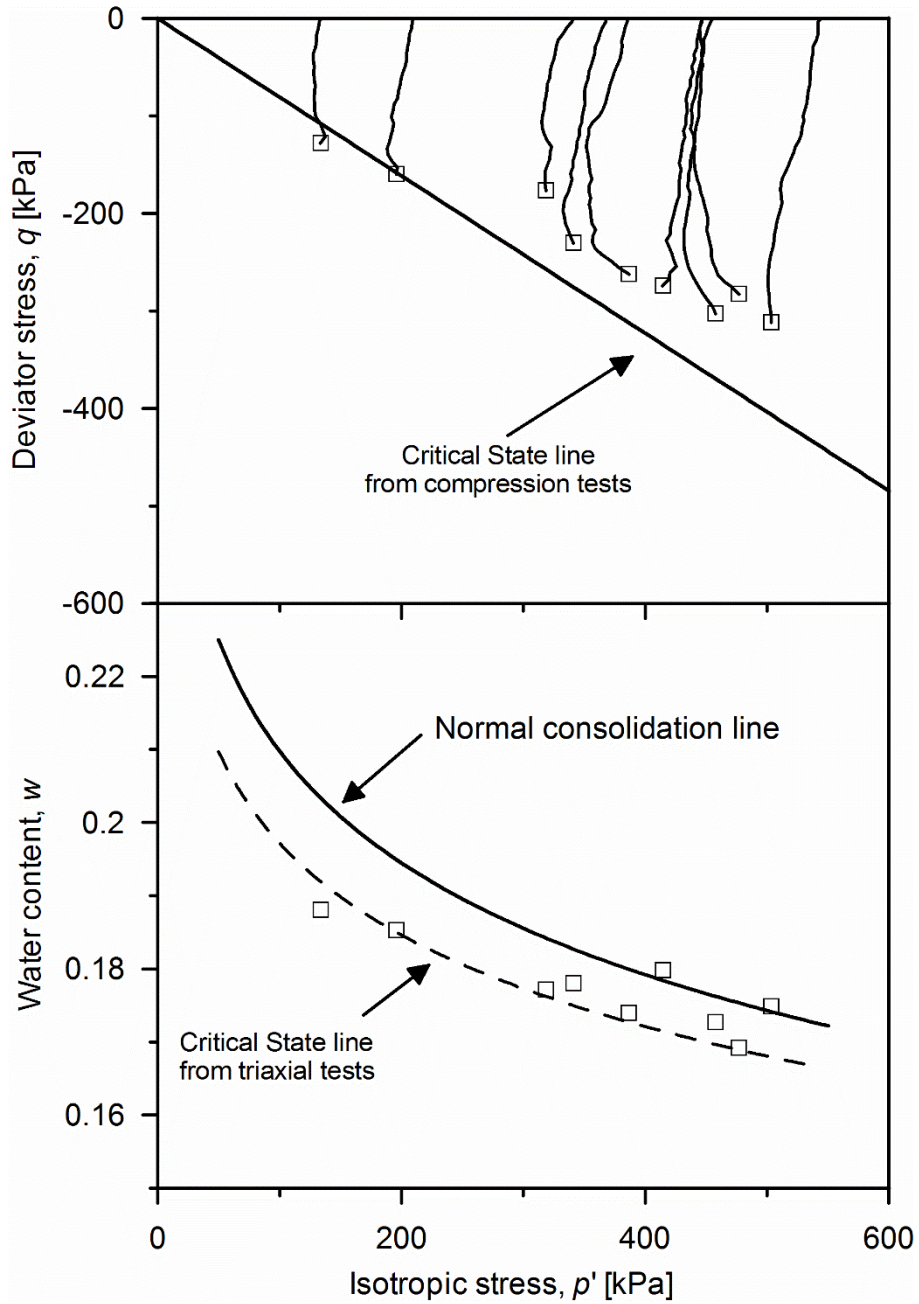 0
-200
-400
-600
Deviator stress, q [kPa]
Critical State line
from compression tests
0.22
0.2
0.18
0.16
Water content, w
Normal consolidation line
Critical State line
from triaxial tests
0
200
400
600
Isotropic stress, p' [kPa]